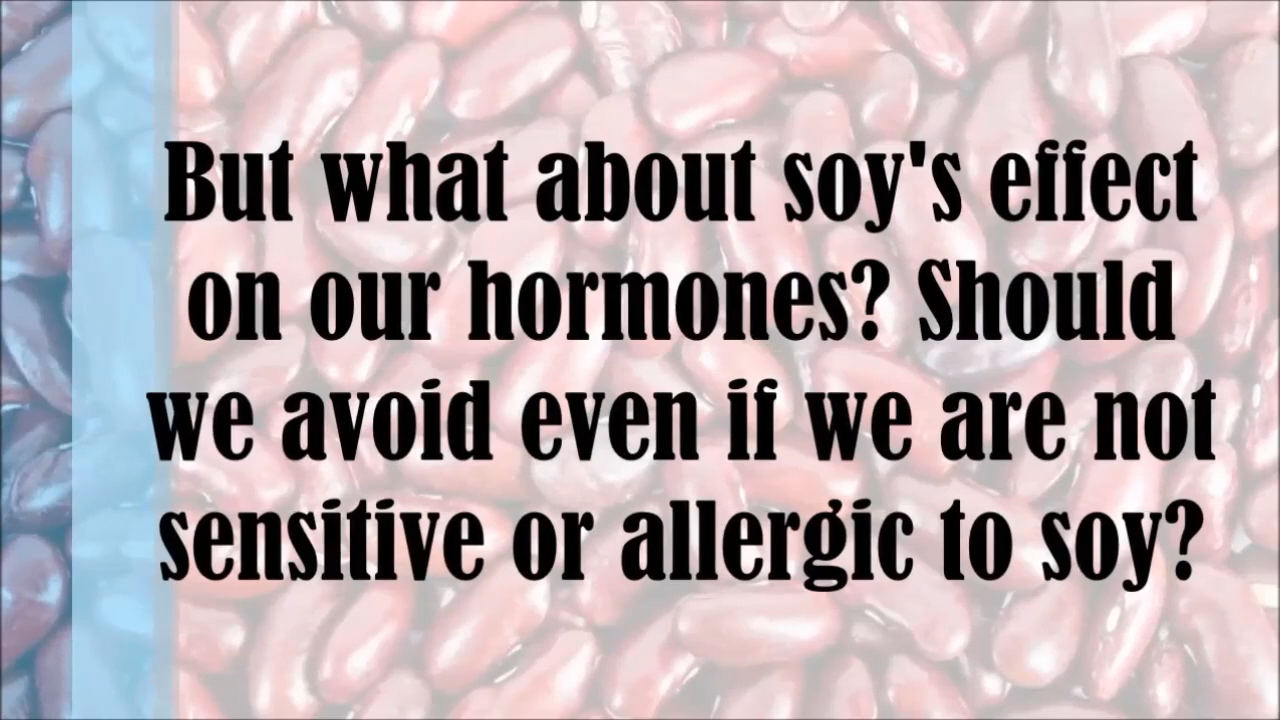 But what about soy's effect
on our hormones? Should
we avoid even if we are not
sensitive or allergic to soy?